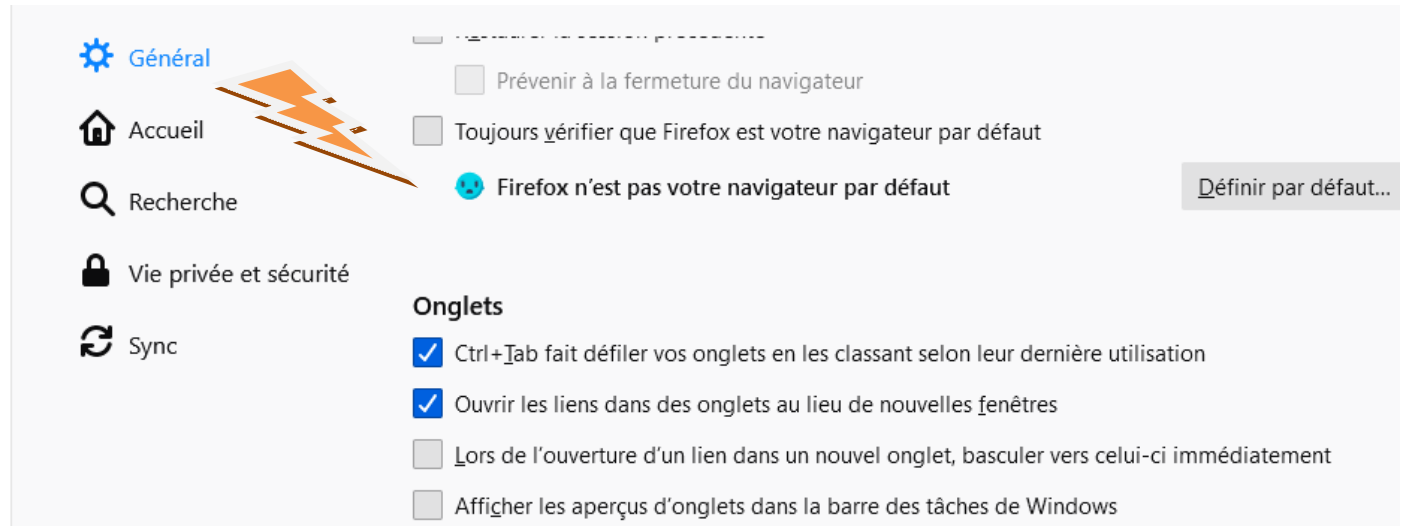 Général
Accueil
Recherche
Vie privée et sécurité
Sync
Restaurer la session précédente
Prévenir à la fermeture du navigateur
Toujours vérifier que Firefox est votre navigateur par défaut
Firefox n’est pas votre navigateur par défaut
Définir par défaut...
Onglets
Ctrl+Tab fait défiler vos onglets en les classant selon leur dernière utilisation
Ouvrir les liens dans des onglets au lieu de nouvelles fenêtres
Lors de l’ouverture d’un lien dans un nouvel onglet, basculer vers celui-ci immédiatement
Afficher les aperçus d’onglets dans la barre des tâches de Windows